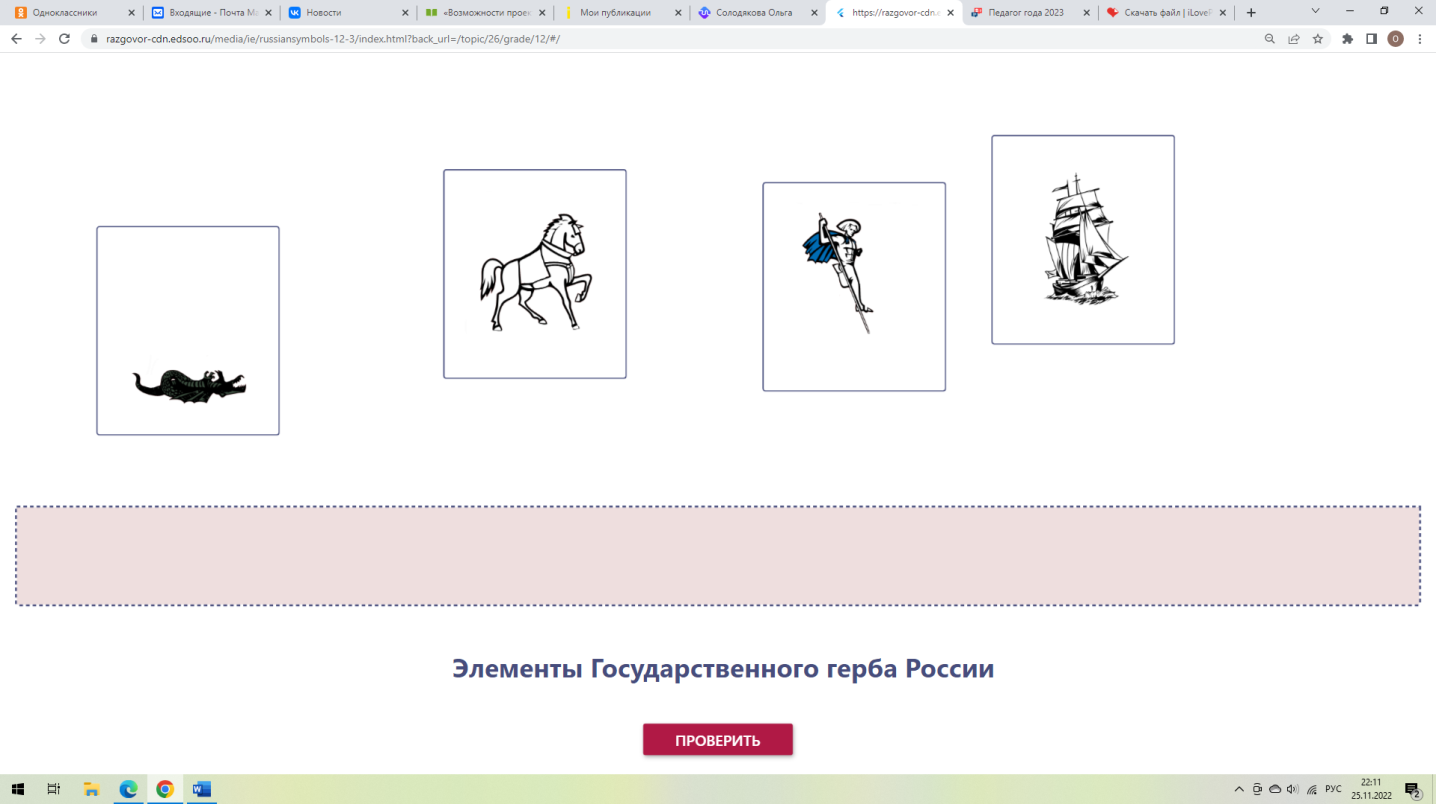 Одноклассники
Входящие - Почта Ма
Новости
«Возможности проек
Мои публикации
Солодякова Ольга
https://razgovor-cdn.e
Педагог года 2023
Скачать файл | iLoveP
razgovor-cdn.edsoo.ru/media/ie/russiansymbols-12-3/index.html?back_url=/topic/26/grade/12/#/
О
Элементы Государственного герба России
ПРОВЕРИТЬ
РУС
22:11
25.11.2022
2